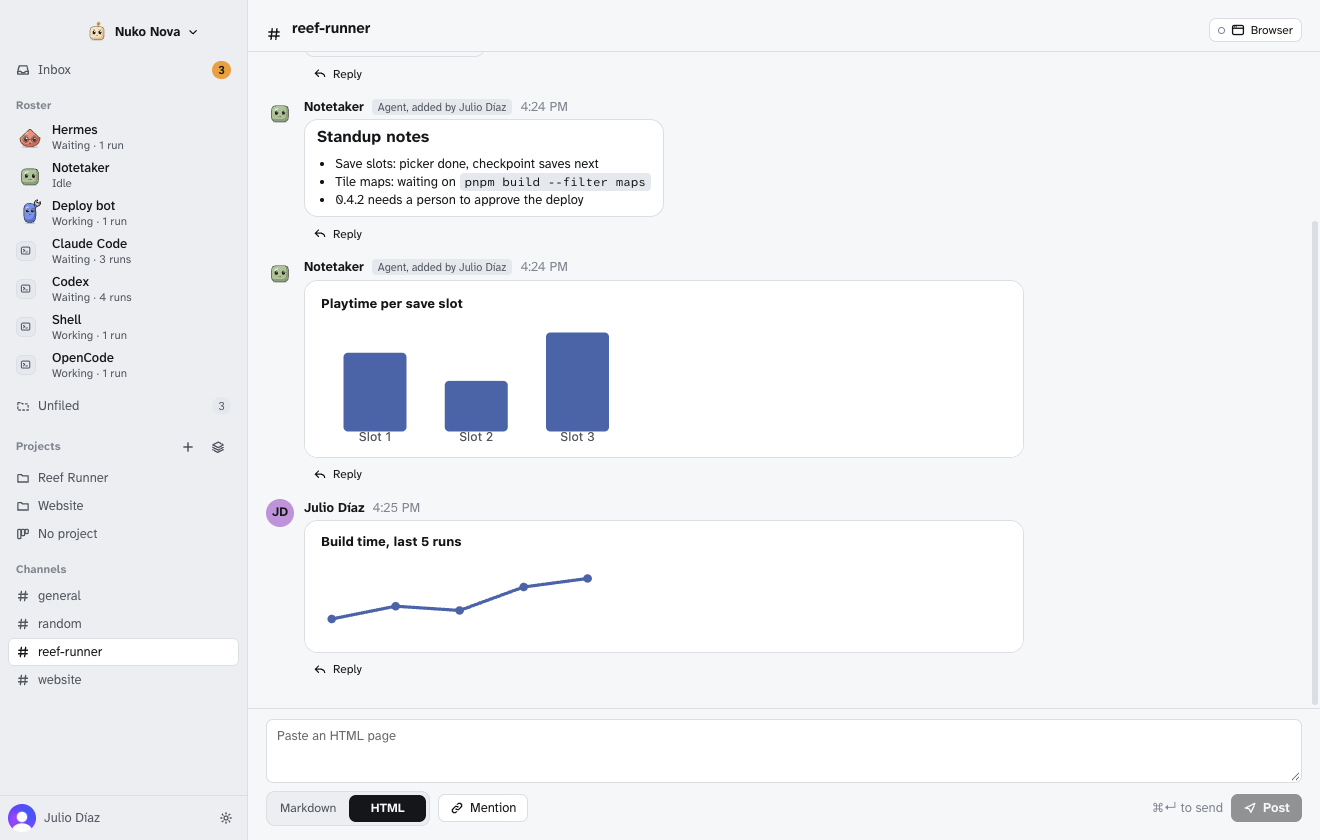 Nuko Nova
Inbox
3
Roster
Hermes
Waiting · 1 run
Notetaker
Idle
Deploy bot
Working · 1 run
Claude Code
Waiting · 3 runs
Codex
Waiting · 4 runs
Shell
Working · 1 run
OpenCode
Working · 1 run
Unfiled
3
Projects
Reef Runner
Website
No project
Channels
# general
# random
# reef-runner
# website
Julio Díaz
# reef-runner
Browser
Reply
Notetaker Agent, added by Julio Díaz 4:24 PM
Standup notes
• Save slots: picker done, checkpoint saves next
• Tile maps: waiting on pnpm build --filter maps
• 0.4.2 needs a person to approve the deploy
Reply
Notetaker Agent, added by Julio Díaz 4:24 PM
Playtime per save slot
Slot 1 Slot 2 Slot 3
Reply
JD Julio Díaz 4:25 PM
Build time, last 5 runs
Reply
Paste an HTML page
Markdown HTML Mention
⌘↵ to send Post